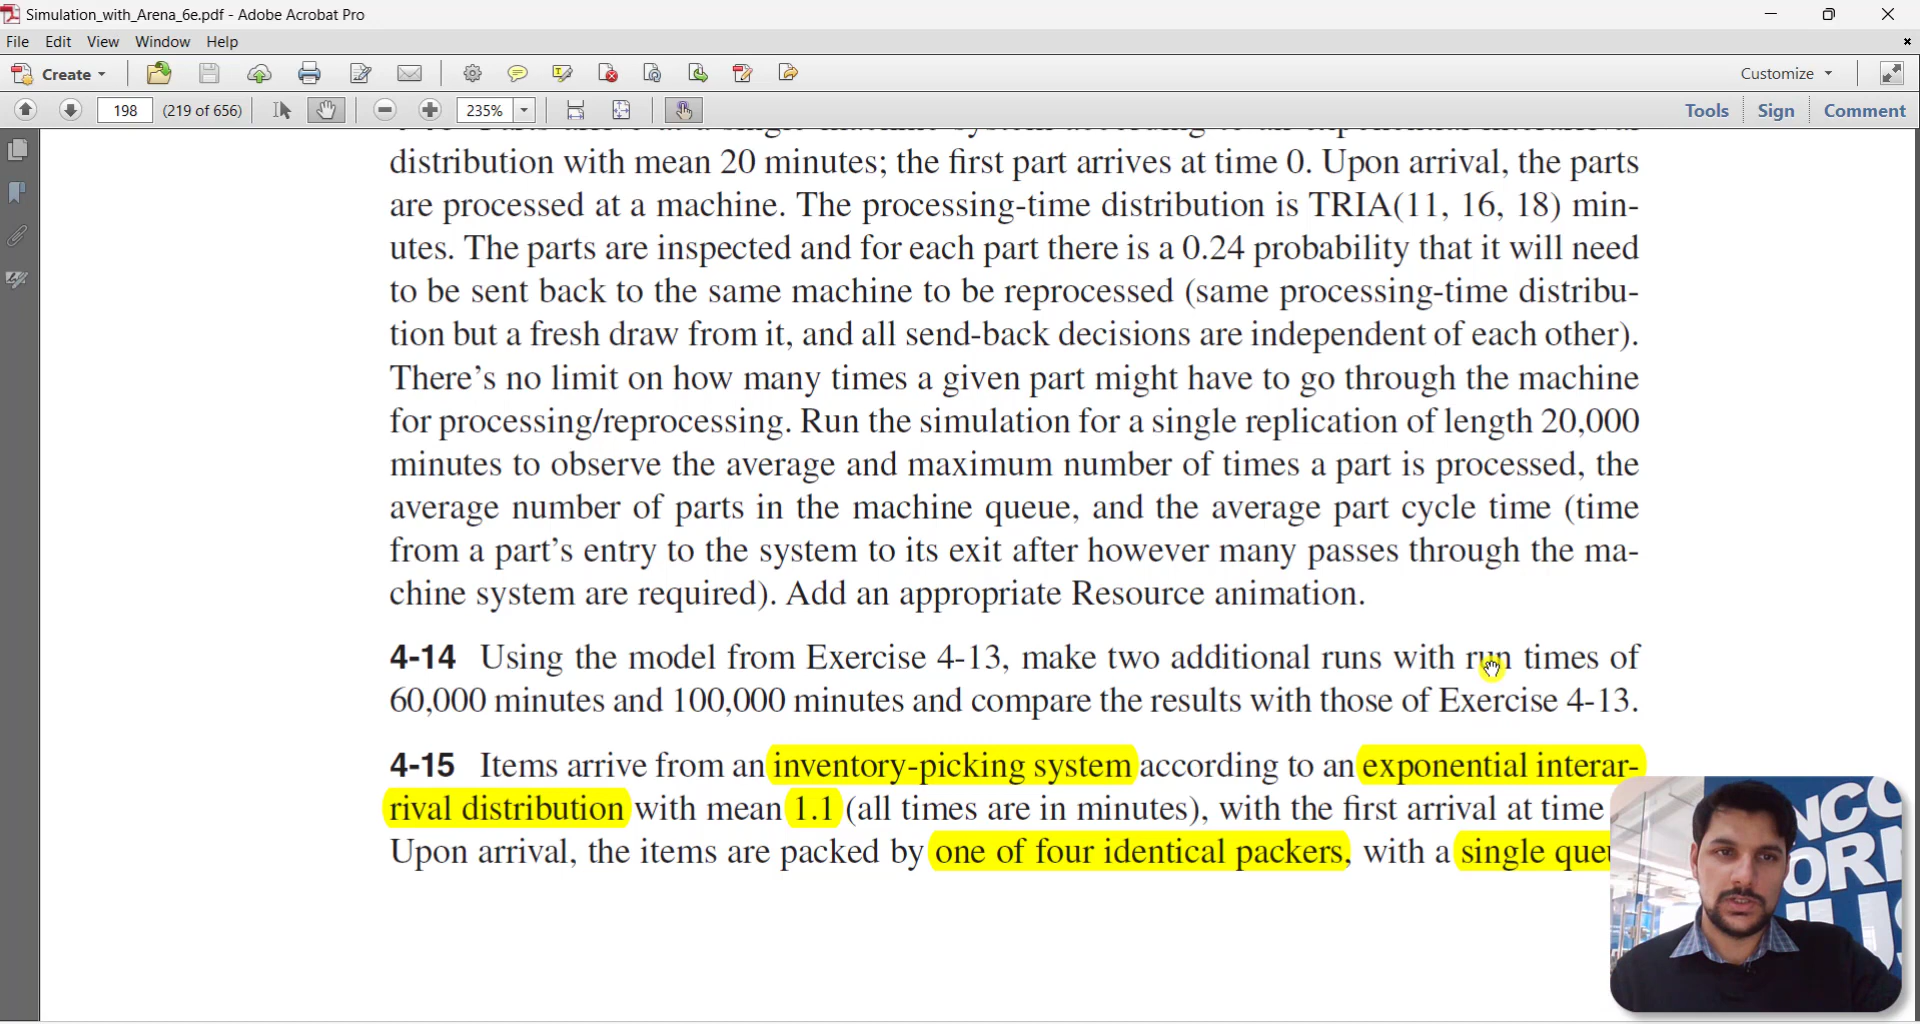 Simulation_with_Arena_6e.pdf - Adobe Acrobat Pro
File Edit View Window Help
Create
Customize
198 (219 of 656) 235% Tools Sign Comment
distribution with mean 20 minutes; the first part arrives at time 0. Upon arrival, the parts
are processed at a machine. The processing-time distribution is TRIA(11, 16, 18) min-
utes. The parts are inspected and for each part there is a 0.24 probability that it will need
to be sent back to the same machine to be reprocessed (same processing-time distribu-
tion but a fresh draw from it, and all send-back decisions are independent of each other).
There's no limit on how many times a given part might have to go through the machine
for processing/reprocessing. Run the simulation for a single replication of length 20,000
minutes to observe the average and maximum number of times a part is processed, the
average number of parts in the machine queue, and the average part cycle time (time
from a part's entry to the system to its exit after however many passes through the ma-
chine system are required). Add an appropriate Resource animation.
4-14 Using the model from Exercise 4-13, make two additional runs with run times of
60,000 minutes and 100,000 minutes and compare the results with those of Exercise 4-13.
4-15 Items arrive from an inventory-picking system according to an exponential interar-
rival distribution with mean 1.1 (all times are in minutes), with the first arrival at time
Upon arrival, the items are packed by one of four identical packers, with a single